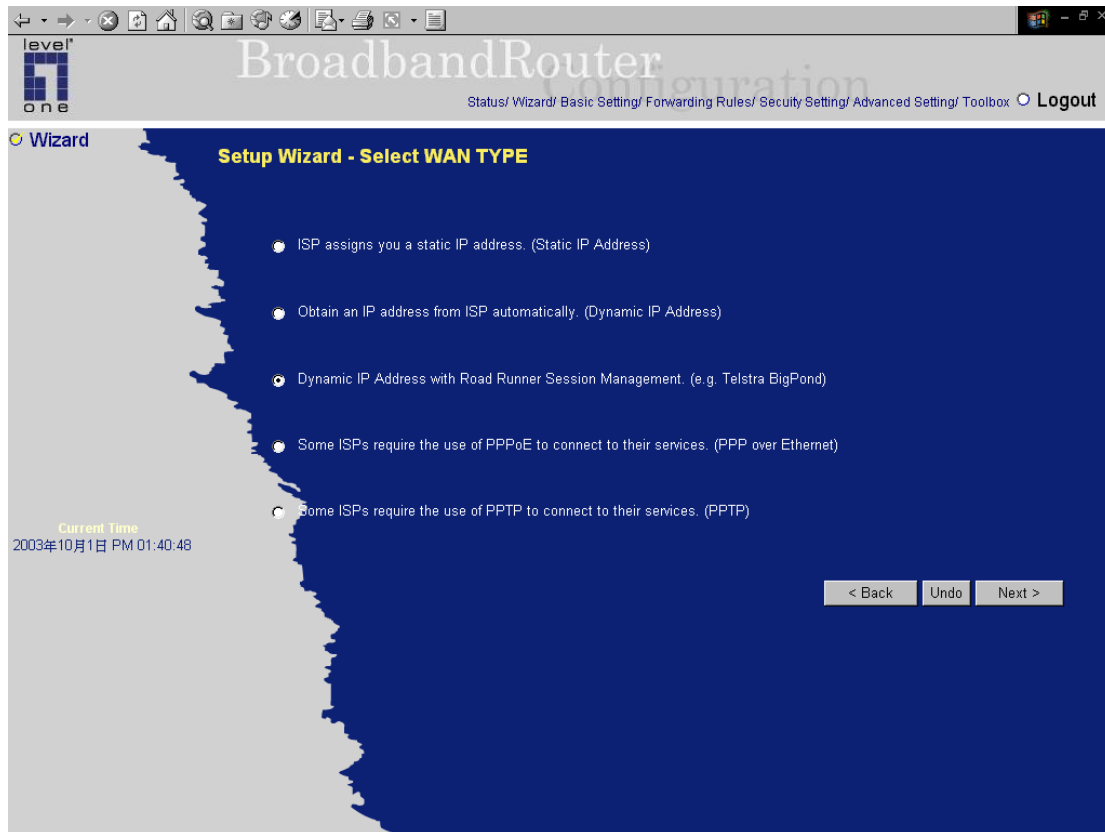 level
one
BroadbandRouter
Configuration
Status/ Wizard/ Basic Setting/ Forwarding Rules/ Secuity Setting/ Advanced Setting/ Toolbox Logout
Wizard
Setup Wizard - Select WAN TYPE
ISP assigns you a static IP address. (Static IP Address)
Obtain an IP address from ISP automatically. (Dynamic IP Address)
Dynamic IP Address with Road Runner Session Management. (e.g. Telstra BigPond)
Some ISPs require the use of PPPoE to connect to their services. (PPP over Ethernet)
Some ISPs require the use of PPTP to connect to their services. (PPTP)
Current Time
2003年10月1日 PM 01:40:48
< Back Undo Next >